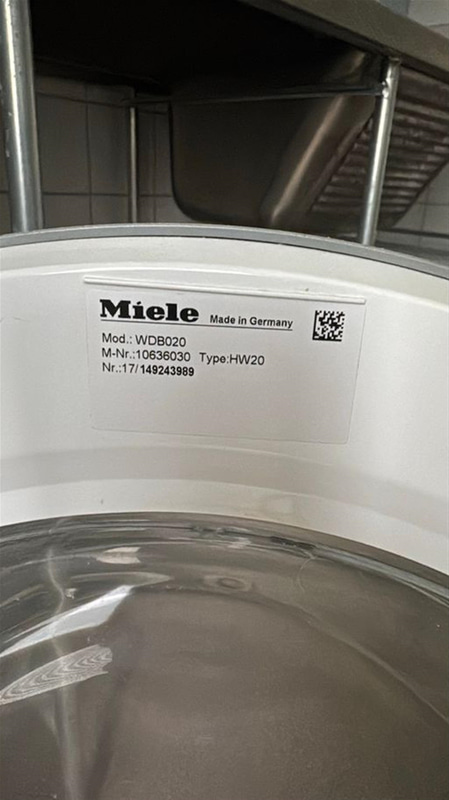 Miele Made in Germany
Mod.: WDB020
M-Nr.:10636030 Type:HW20
Nr.:17/149243989